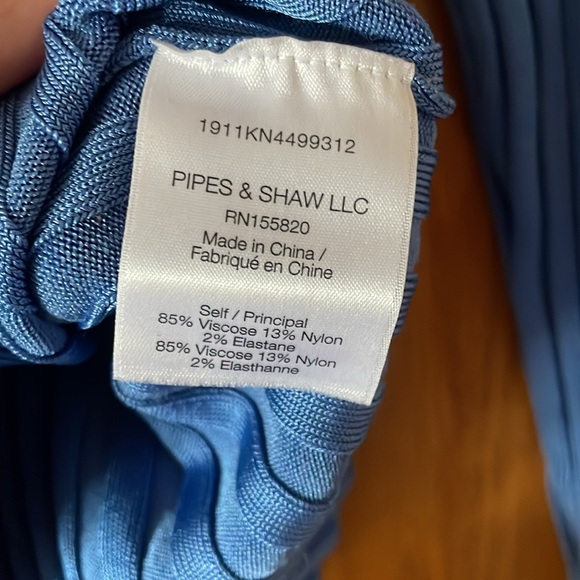 1911KN4499312
PIPES & SHAW LLC
RN155820
Made in China /
Fabriqué en Chine
Self / Principal
85% Viscose 13% Nylon
2% Elastane
85% Viscose 13% Nylon
2% Elasthanne